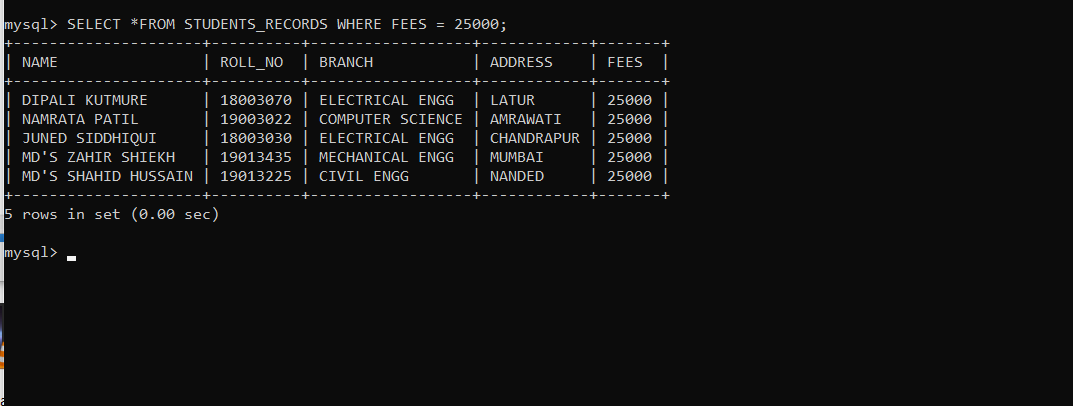 mysql> SELECT *FROM STUDENTS_RECORDS WHERE FEES = 25000;
+---------------------+----------+------------------+------------+-------+
| NAME                | ROLL_NO  | BRANCH           | ADDRESS    | FEES  |
+---------------------+----------+------------------+------------+-------+
| DIPALI KUTMURE      | 18003070 | ELECTRICAL ENGG  | LATUR      | 25000 |
| NAMRATA PATIL       | 19003022 | COMPUTER SCIENCE | AMRAWATI   | 25000 |
| JUNED SIDDHIQUI     | 18003030 | ELECTRICAL ENGG  | CHANDRAPUR | 25000 |
| MD'S ZAHIR SHIEKH   | 19013435 | MECHANICAL ENGG  | MUMBAI     | 25000 |
| MD'S SHAHID HUSSAIN | 19013225 | CIVIL ENGG       | NANDED     | 25000 |
+---------------------+----------+------------------+------------+-------+
5 rows in set (0.00 sec)
mysql>